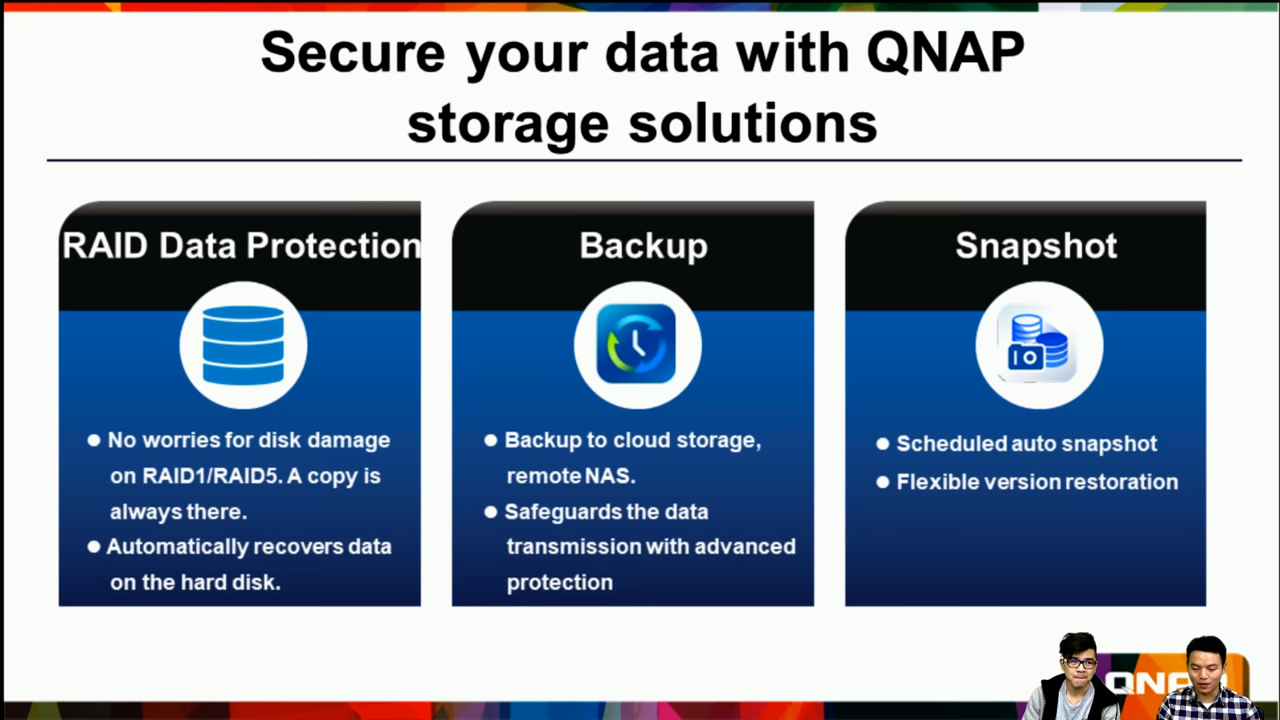 Secure your data with QNAP
storage solutions
RAID Data Protection
● No worries for disk damage
on RAID1/RAID5. A copy is
always there.
● Automatically recovers data
on the hard disk.
Backup
● Backup to cloud storage,
remote NAS.
● Safeguards the data
transmission with advanced
protection
Snapshot
● Scheduled auto snapshot
● Flexible version restoration